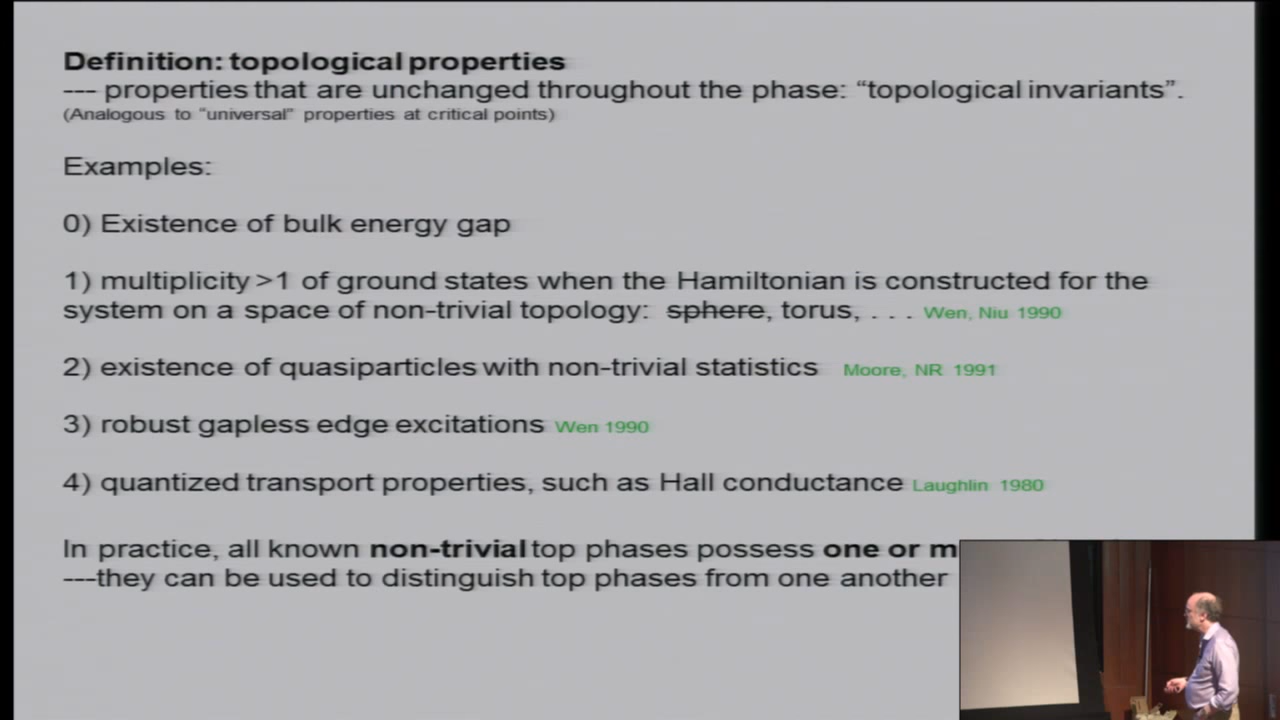 Definition: topological properties
--- properties that are unchanged throughout the phase: “topological invariants”.
(Analogous to “universal” properties at critical points)
Examples:
0) Existence of bulk energy gap
1) multiplicity >1 of ground states when the Hamiltonian is constructed for the
system on a space of non-trivial topology: sphere, torus, . . . Wen, Niu 1990
2) existence of quasiparticles with non-trivial statistics Moore, NR 1991
3) robust gapless edge excitations Wen 1990
4) quantized transport properties, such as Hall conductance Laughlin 1980
In practice, all known non-trivial top phases possess one or
---they can be used to distinguish top phases from one another